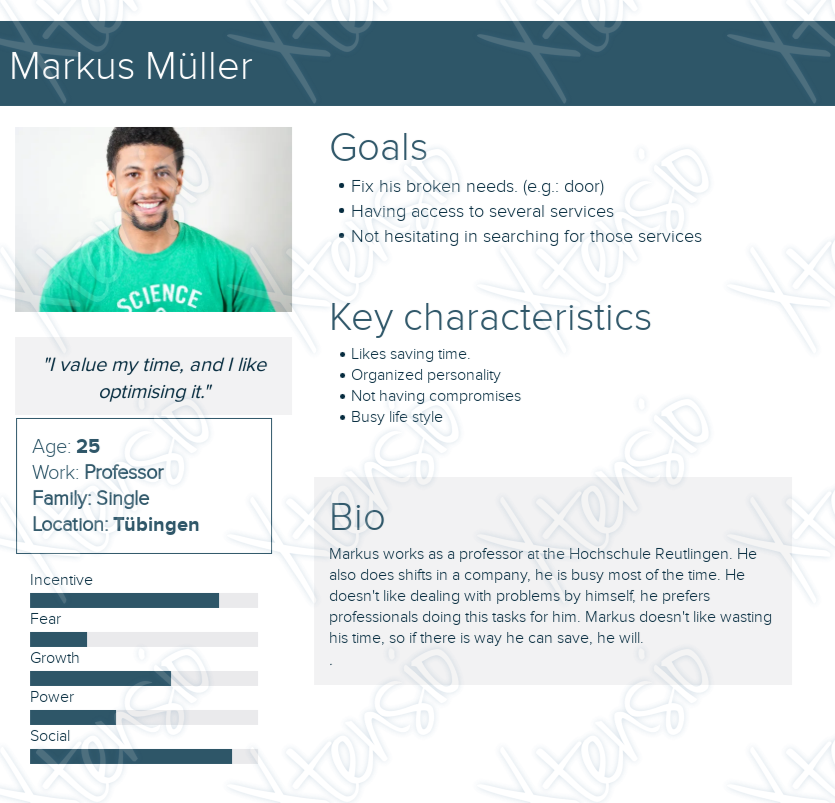 Markus Müller
SCIENCE
"I value my time, and I like
optimising it."
Age: 25
Work: Professor
Family: Single
Location: Tübingen
Incentive
Fear
Growth
Power
Social
Goals
• Fix his broken needs. (e.g.: door)
• Having access to several services
• Not hesitating in searching for those services
Key characteristics
• Likes saving time.
• Organized personality
• Not having compromises
• Busy life style
Bio
Markus works as a professor at the Hochschule Reutlingen. He
also does shifts in a company, he is busy most of the time. He
doesn't like dealing with problems by himself, he prefers
professionals doing this tasks for him. Markus doesn't like wasting
his time, so if there is way he can save, he will.
.
Xtensio